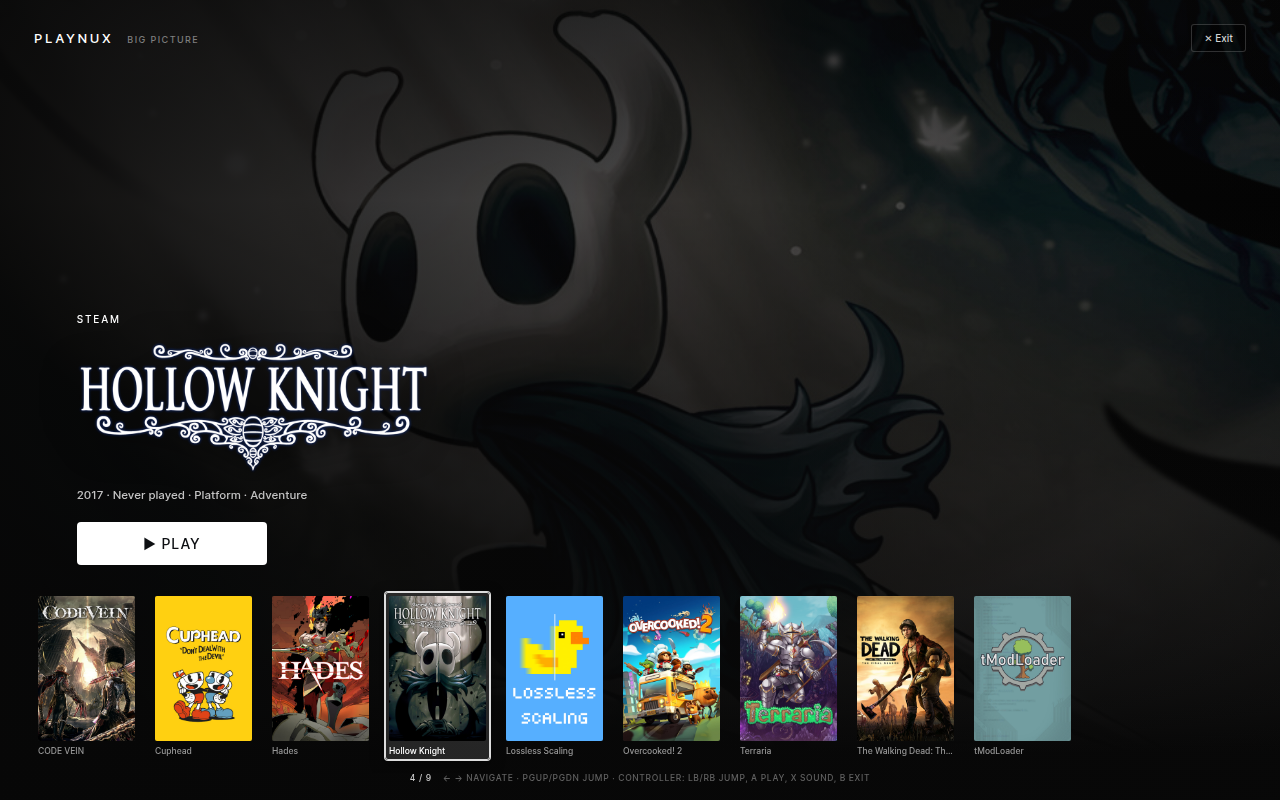 PLAYNUX BIG PICTURE
✕ Exit
STEAM
HOLLOW KNIGHT
2017 · Never played · Platform · Adventure
▶ PLAY
CODE VEIN
CUPHEAD
"DON'T DEAL WITH
THE DEVIL"
HADES
HOLLOW KNIGHT
LOSSLESS
SCALING
OVERCOOKED! 2
Terraria
THE WALKING
DEAD
THE FINAL SEASON
tModLoader
CODE VEIN
Cuphead
Hades
Hollow Knight
Lossless Scaling
Overcooked! 2
Terraria
The Walking Dead: Th...
tModLoader
4 / 9 ← → NAVIGATE · PGUP/PGDN JUMP · CONTROLLER: LB/RB JUMP, A PLAY, X SOUND, B EXIT